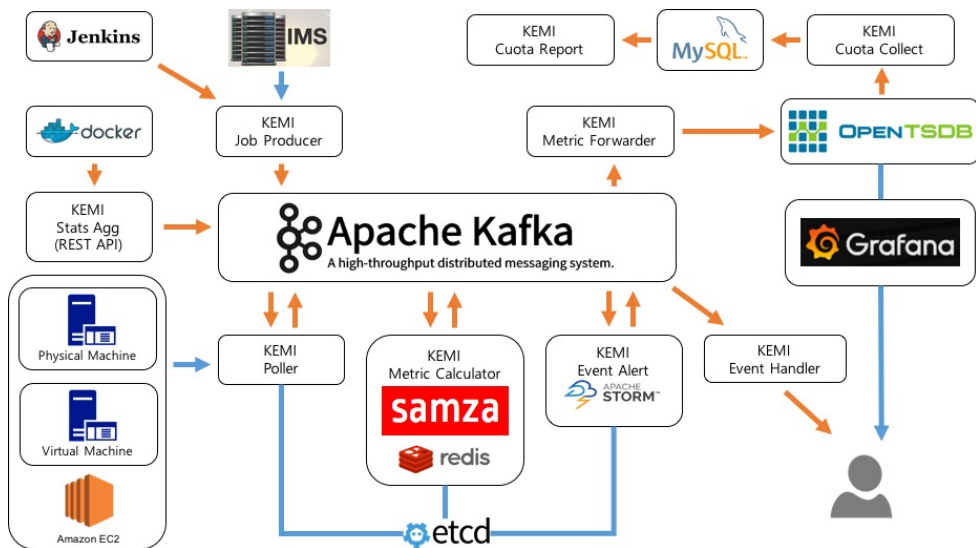 Jenkins
IMS
KEMI
Cuota Report
MySQL™
KEMI
Cuota Collect
docker
KEMI
Job Producer
KEMI
Metric Forwarder
OPENTSDB
KEMI
Stats Agg
(REST API)
Apache Kafka
A high-throughput distributed messaging system.
Grafana
Physical Machine
KEMI
Poller
KEMI
Metric Calculator
samza
redis
KEMI
Event Alert
APACHE
STORM™
KEMI
Event Handler
Virtual Machine
Amazon EC2
etcd